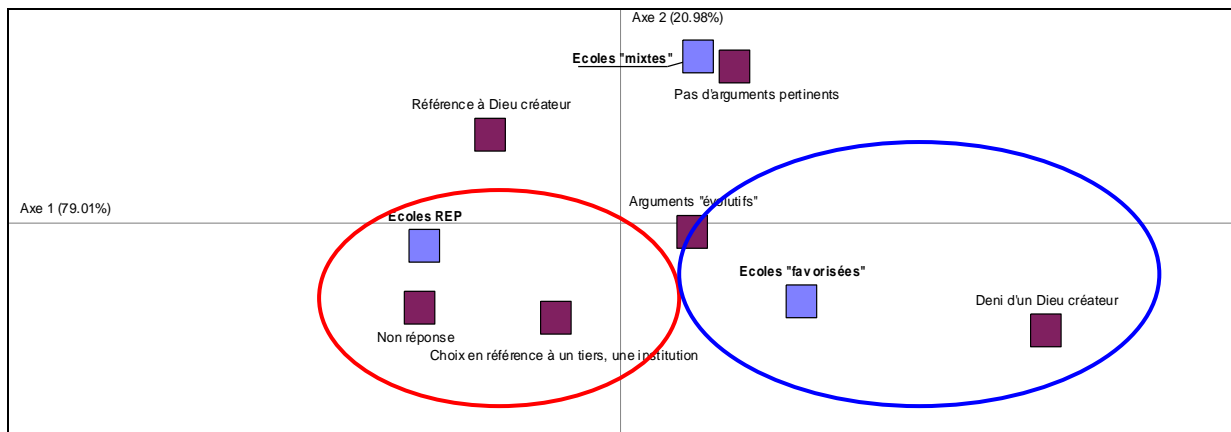 Axe 2 (20.98%)
Ecoles "mixtes"
Pas d'arguments pertinents
Référence à Dieu créateur
Axe 1 (79.01%)
Arguments "évolutifs"
Ecoles REP
Ecoles "favorisées"
Deni d'un Dieu créateur
Non réponse
Choix en référence à un tiers, une institution